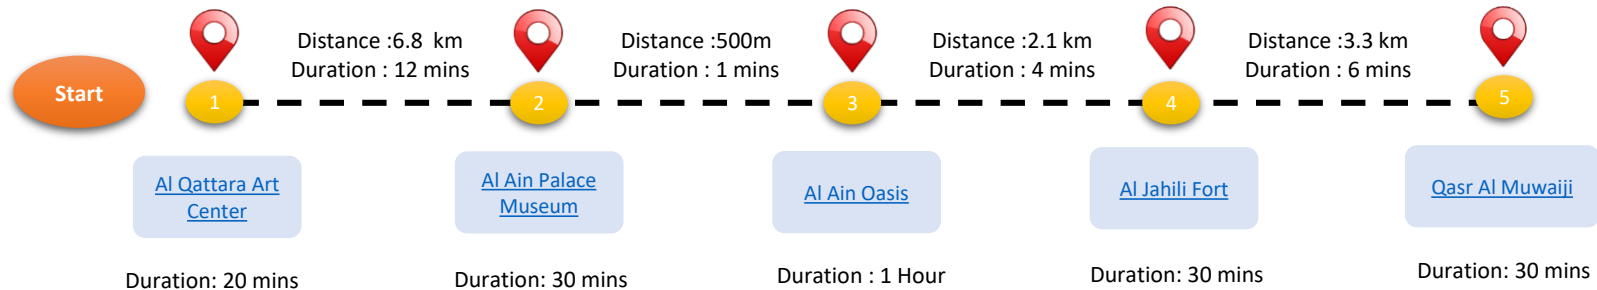 Start
1
Distance :6.8 km
Duration : 12 mins
2
Distance :500m
Duration : 1 mins
3
Distance :2.1 km
Duration : 4 mins
4
Distance :3.3 km
Duration : 6 mins
5
Al Qattara Art
Center
Al Ain Palace
Museum
Al Ain Oasis
Al Jahili Fort
Qasr Al Muwaiji
Duration: 20 mins
Duration: 30 mins
Duration : 1 Hour
Duration: 30 mins
Duration: 30 mins